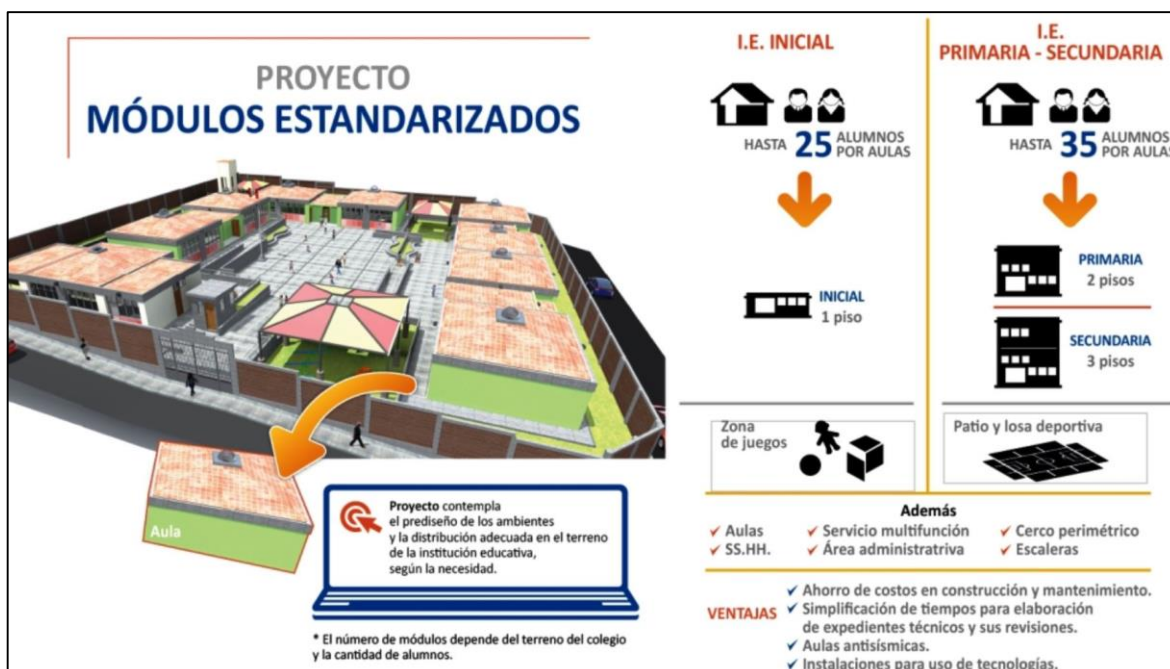 PROYECTO
MÓDULOS ESTANDARIZADOS
Aula
Proyecto contempla
el prediseño de los ambientes
y la distribución adecuada en el terreno
de la institución educativa,
según la necesidad.
* El número de módulos depende del terreno del colegio
y la cantidad de alumnos.
I.E. INICIAL
HASTA 25 ALUMNOS
POR AULAS
INICIAL
1 piso
Zona
de juegos
I.E.
PRIMARIA - SECUNDARIA
HASTA 35 ALUMNOS
POR AULAS
PRIMARIA
2 pisos
SECUNDARIA
3 pisos
Patio y losa deportiva
Además
Aulas
SS.HH.
Servicio multifunción
Área administratriva
Cerco perimétrico
Escaleras
VENTAJAS
Ahorro de costos en construcción y mantenimiento.
Simplificación de tiempos para elaboración
de expedientes técnicos y sus revisiones.
Aulas antisísmicas.
Instalaciones para uso de tecnologías.